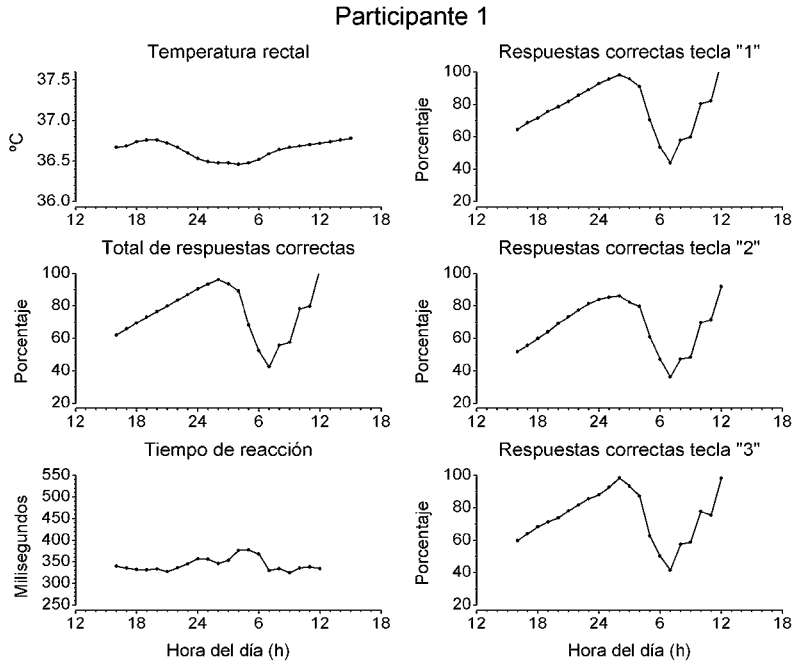 Participante 1
Temperatura rectal
ºC
37.5
37.0
36.5
36.0
12 18 24 6 12 18
Respuestas correctas tecla "1"
Porcentaje
100
80
60
40
20
12 18 24 6 12 18
Total de respuestas correctas
Porcentaje
100
80
60
40
20
12 18 24 6 12 18
Respuestas correctas tecla "2"
Porcentaje
100
80
60
40
20
12 18 24 6 12 18
Tiempo de reacción
Milisegundos
550
500
450
400
350
300
250
12 18 24 6 12 18
Hora del día (h)
Respuestas correctas tecla "3"
Porcentaje
100
80
60
40
20
12 18 24 6 12 18
Hora del día (h)